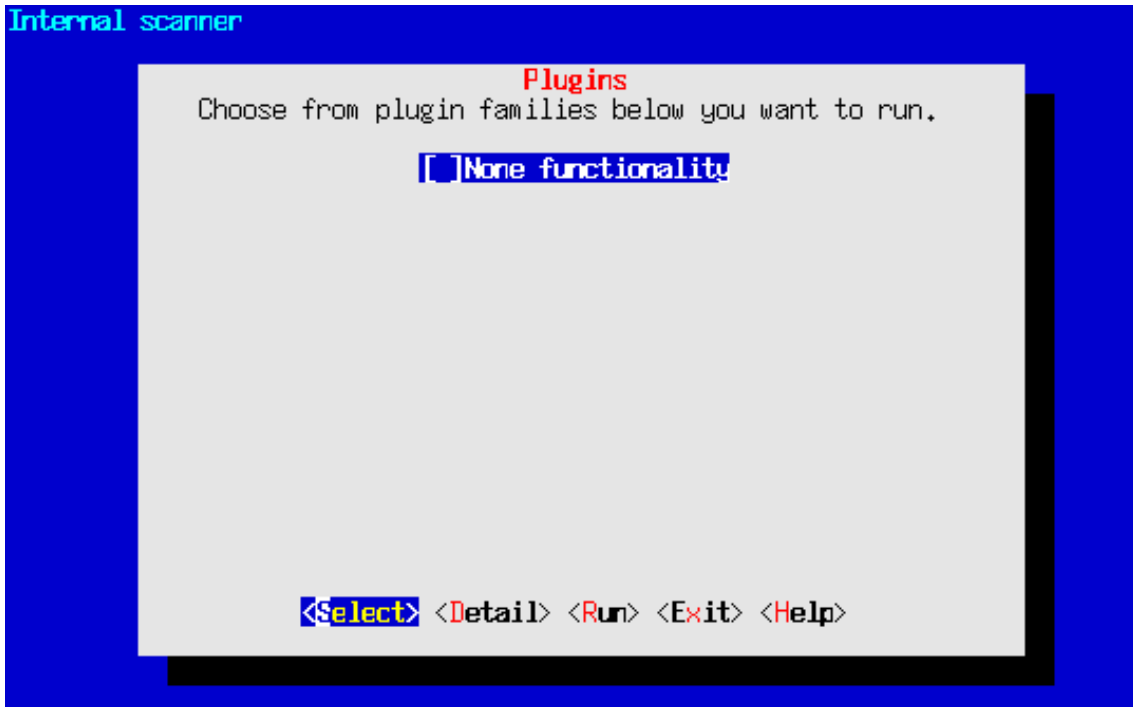 Internal scanner
Plugins
Choose from plugin families below you want to run.
[ ]None functionality
<Select> <Detail> <Run> <Exit> <Help>